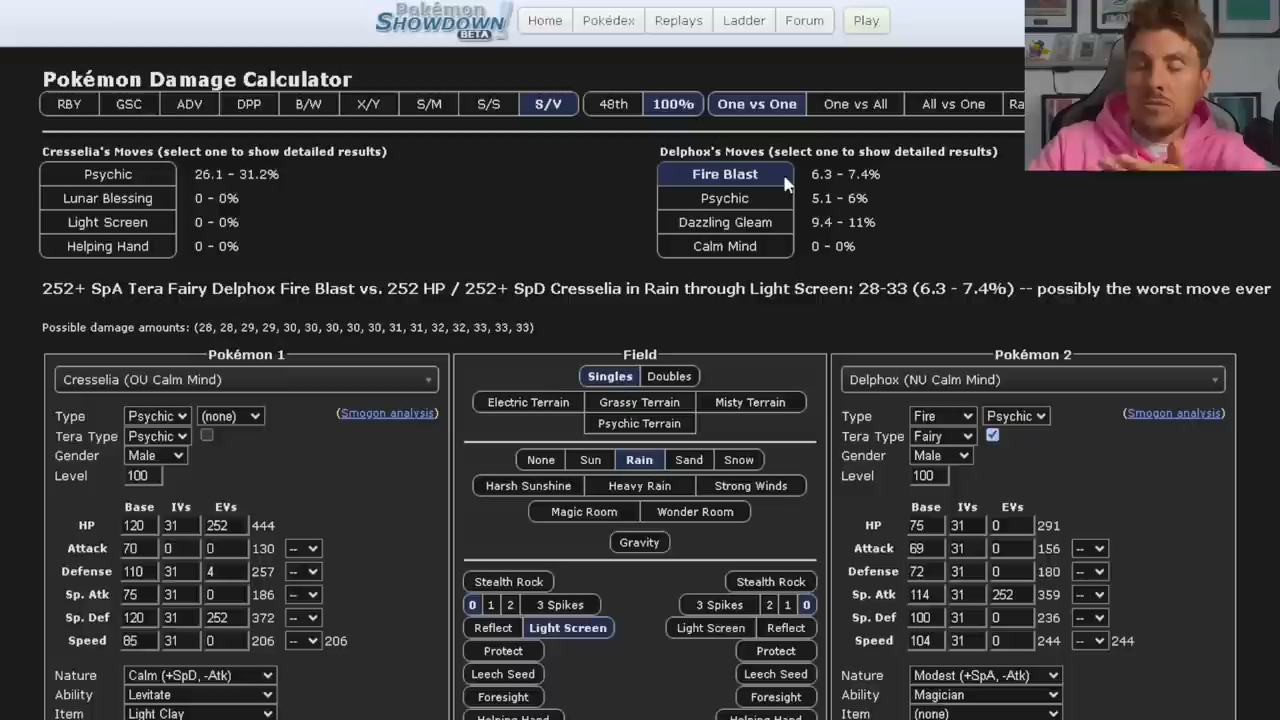 Pokémon
SHOWDOWN!
BETA
Home
Pokédex
Replays
Ladder
Forum
Play
Pokémon Damage Calculator
RBY
GSC
ADV
DPP
B/W
X/Y
S/M
S/S
S/V
48th
100%
One vs One
One vs All
All vs One
Ra
Cresselia's Moves (select one to show detailed results)
Psychic 26.1 - 31.2%
Lunar Blessing 0 - 0%
Light Screen 0 - 0%
Helping Hand 0 - 0%
Delphox's Moves (select one to show detailed results)
Fire Blast 6.3 - 7.4%
Psychic 5.1 - 6%
Dazzling Gleam 9.4 - 11%
Calm Mind 0 - 0%
252+ SpA Tera Fairy Delphox Fire Blast vs. 252 HP / 252+ SpD Cresselia in Rain through Light Screen: 28-33 (6.3 - 7.4%) -- possibly the worst move ever
Possible damage amounts: (28, 28, 29, 29, 30, 30, 30, 30, 30, 31, 31, 32, 32, 33, 33, 33)
Pokémon 1
Cresselia (OU Calm Mind)
Type Psychic (none) (Smogon analysis)
Tera Type Psychic
Gender Male
Level 100
Base IVs EVs
HP 120 31 252 444
Attack 70 0 0 130 --
Defense 110 31 4 257 --
Sp. Atk 75 31 0 186 --
Sp. Def 120 31 252 372 --
Speed 85 31 0 206 -- 206
Nature Calm (+SpD, -Atk)
Ability Levitate
Item Light Clay
Field
Singles Doubles
Electric Terrain Grassy Terrain Misty Terrain
Psychic Terrain
None Sun Rain Sand Snow
Harsh Sunshine Heavy Rain Strong Winds
Magic Room Wonder Room
Gravity
Stealth Rock Stealth Rock
0 1 2 3 Spikes 3 Spikes 2 1 0
Reflect Light Screen Light Screen Reflect
Protect Protect
Leech Seed Leech Seed
Foresight Foresight
Helping Hand Helping Hand
Pokémon 2
Delphox (NU Calm Mind)
Type Fire Psychic (Smogon analysis)
Tera Type Fairy
Gender Male
Level 100
Base IVs EVs
HP 75 31 0 291
Attack 69 31 0 156 --
Defense 72 31 0 180 --
Sp. Atk 114 31 252 359 --
Sp. Def 100 31 0 236 --
Speed 104 31 0 244 -- 244
Nature Modest (+SpA, -Atk)
Ability Magician
Item (none)